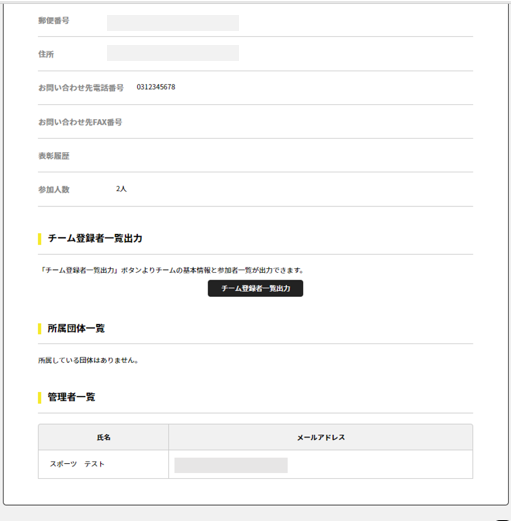 郵便番号
住所
お問い合わせ先電話番号 0312345678
お問い合わせ先FAX番号
表彰履歴
参加人数 2人
チーム登録者一覧出力
「チーム登録者一覧出力」ボタンよりチームの基本情報と参加者一覧が出力できます。
チーム登録者一覧出力
所属団体一覧
所属している団体はありません。
管理者一覧
氏名 メールアドレス
スポーツ　テスト